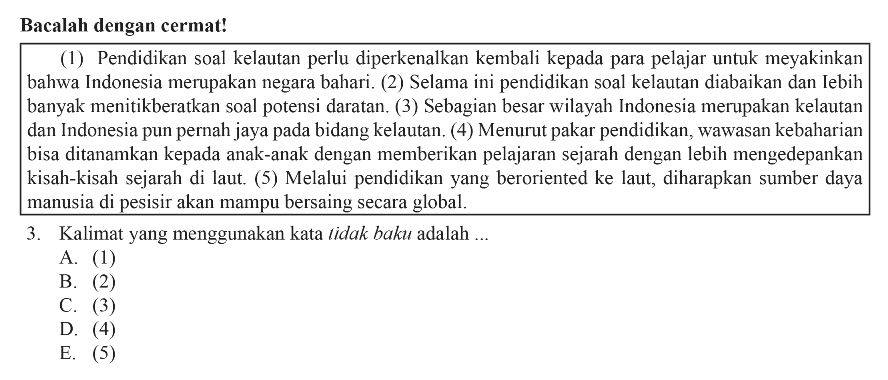 Bacalah dengan cermat!
(1) Pendidikan soal kelautan perlu diperkenalkan kembali kepada para pelajar untuk meyakinkan
bahwa Indonesia merupakan negara bahari. (2) Selama ini pendidikan soal kelautan diabaikan dan Iebih
banyak menitikberatkan soal potensi daratan. (3) Sebagian besar wilayah Indonesia merupakan kelautan
dan Indonesia pun pernah jaya pada bidang kelautan. (4) Menurut pakar pendidikan, wawasan kebaharian
bisa ditanamkan kepada anak-anak dengan memberikan pelajaran sejarah dengan lebih mengedepankan
kisah-kisah sejarah di laut. (5) Melalui pendidikan yang beroriented ke laut, diharapkan sumber daya
manusia di pesisir akan mampu bersaing secara global.
3. Kalimat yang menggunakan kata tidak baku adalah ...
A. (1)
B. (2)
C. (3)
D. (4)
E. (5)